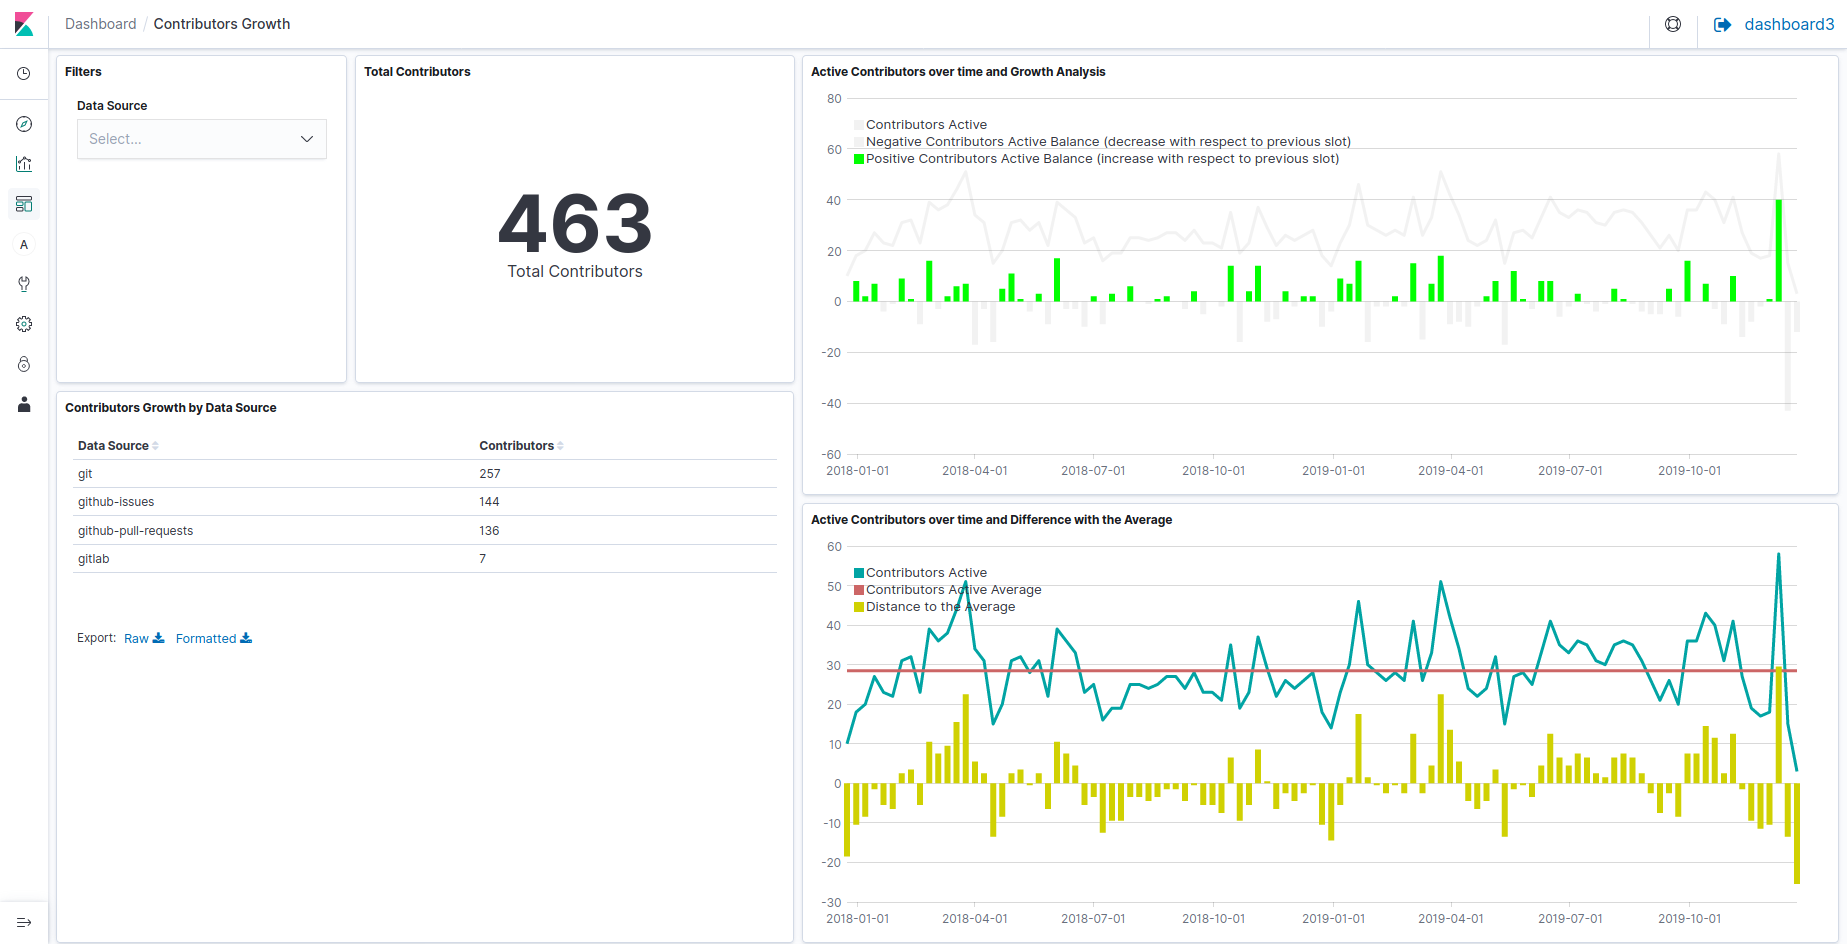 Dashboard / Contributors Growth
dashboard3
A
Filters
Data Source
Select...
Total Contributors
463
Total Contributors
Contributors Growth by Data Source
Data Source Contributors
git 257
github-issues 144
github-pull-requests 136
gitlab 7
Export: Raw Formatted
Active Contributors over time and Growth Analysis
80
Contributors Active
Negative Contributors Active Balance (decrease with respect to previous slot)
60
Positive Contributors Active Balance (increase with respect to previous slot)
40
20
0
-20
-40
-60
2018-01-01 2018-04-01 2018-07-01 2018-10-01 2019-01-01 2019-04-01 2019-07-01 2019-10-01
Active Contributors over time and Difference with the Average
60
Contributors Active
50
Contributors Active Average
Distance to the Average
40
30
20
10
0
-10
-20
-30
2018-01-01 2018-04-01 2018-07-01 2018-10-01 2019-01-01 2019-04-01 2019-07-01 2019-10-01